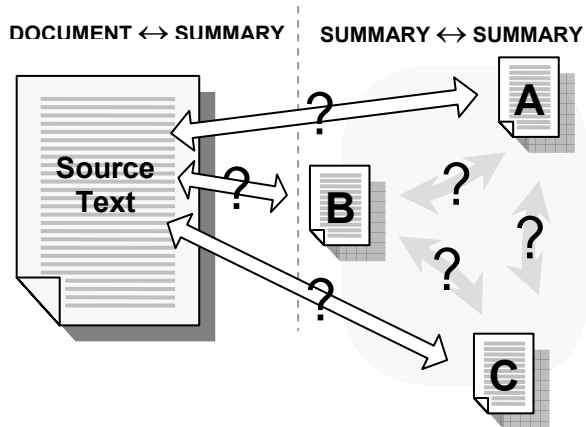 DOCUMENT ↔ SUMMARY
SUMMARY ↔ SUMMARY
A
?
Source
Text
?
B
?
?
?
?
C